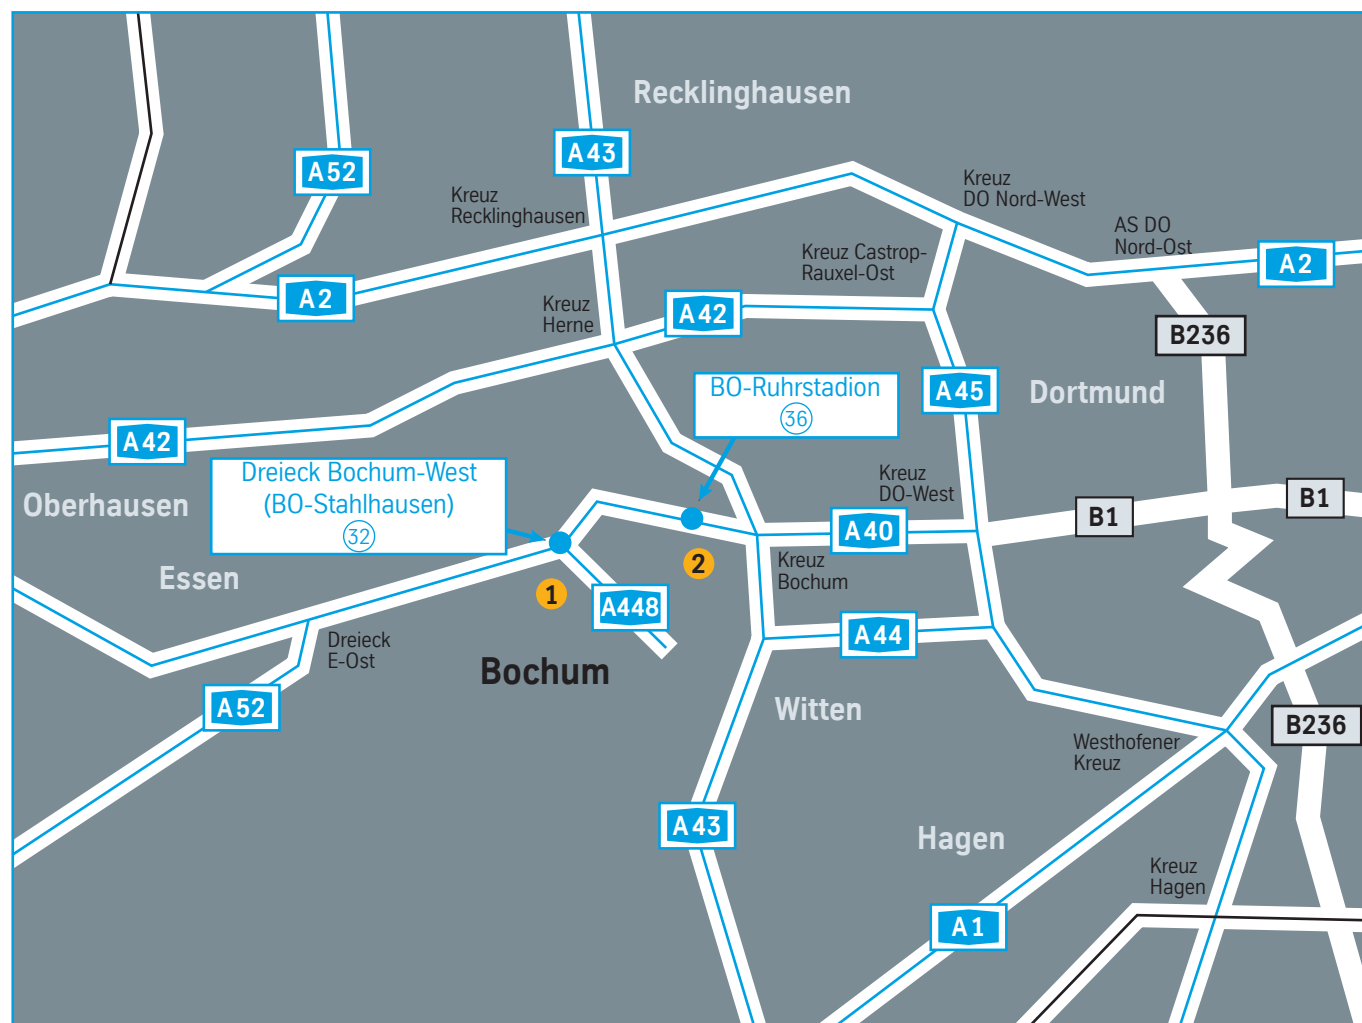 Recklinghausen
A43
A52
Kreuz
Recklinghausen
Kreuz
DO Nord-West
AS DO
Nord-Ost
Kreuz Castrop-
Rauxel-Ost
A2
A2
Kreuz
Herne
A42
B236
BO-Ruhrstadion
36
A45
Dortmund
A42
Dreieck Bochum-West
(BO-Stahlhausen)
32
Kreuz
DO-West
Oberhausen
B1
B1
A40
Essen
Kreuz
Bochum
2
1
A448
A44
Dreieck
E-Ost
Bochum
A52
Witten
B236
Westhofener
Kreuz
A43
Hagen
Kreuz
Hagen
A1